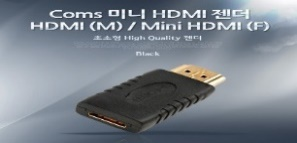 Coms 미니 HDMI 젠더
HDMI (M) / Mini HDMI (F)
초소형 High Quality 젠더
Black